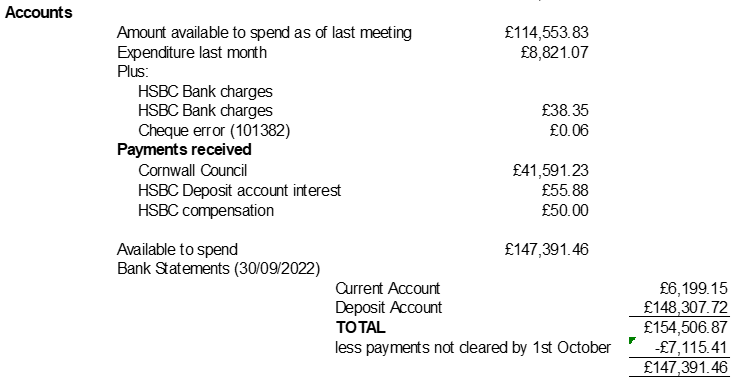 Accounts
Amount available to spend as of last meeting £114,553.83
Expenditure last month £8,821.07
Plus:
HSBC Bank charges
HSBC Bank charges £38.35
Cheque error (101382) £0.06
Payments received
Cornwall Council £41,591.23
HSBC Deposit account interest £55.88
HSBC compensation £50.00
Available to spend £147,391.46
Bank Statements (30/09/2022)
Current Account £6,199.15
Deposit Account £148,307.72
TOTAL £154,506.87
less payments not cleared by 1st October -£7,115.41
£147,391.46